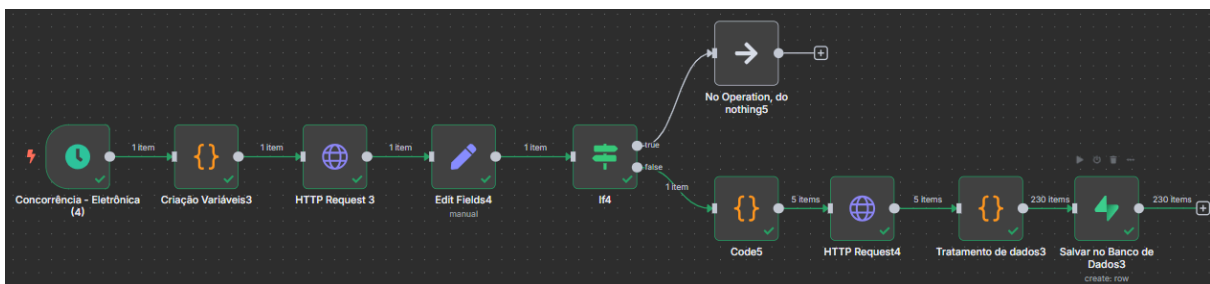 No Operation, do
nothing5
1 item
1 item
1 item
1 item
true
false
Concorrência - Eletrônica
(4)
Criação Variáveis3
HTTP Request 3
Edit Fields4
manual
If4
1 item
5 items
5 items
230 items
230 items
Code5
HTTP Request4
Tratamento de dados3
Salvar no Banco de
Dados3
create: row